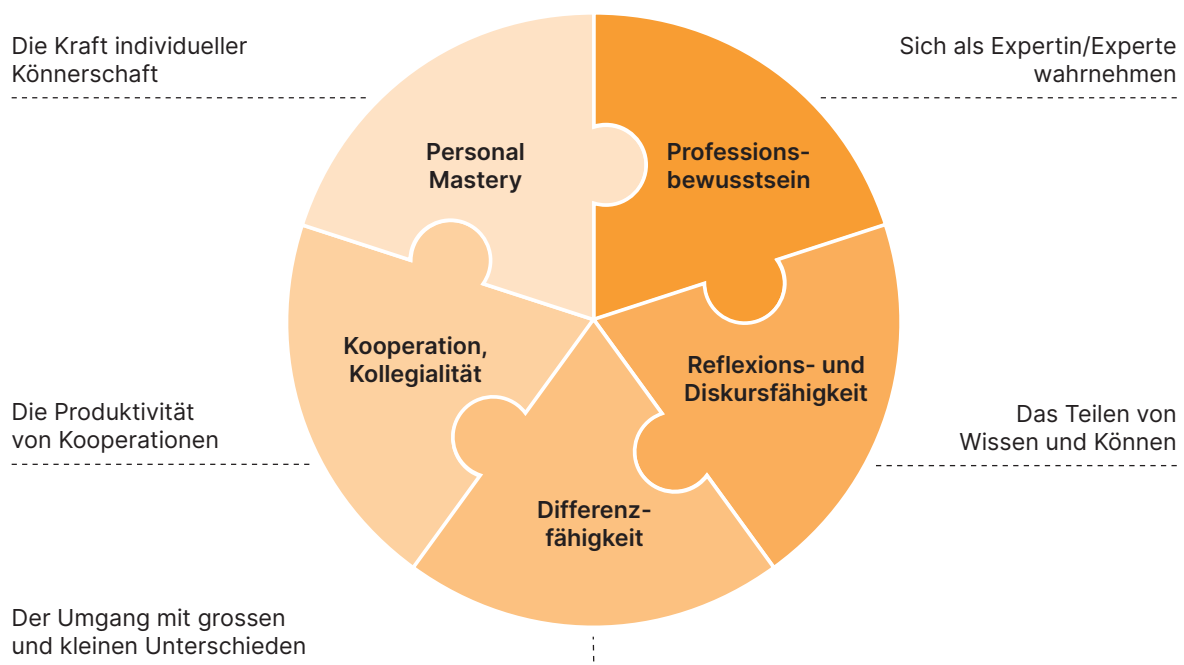 Die Kraft individueller
Könnerschaft
Sich als Expertin/Experte
wahrnehmen
Personal
Mastery
Professions-
bewusstsein
Kooperation,
Kollegialität
Reflexions- und
Diskursfähigkeit
Die Produktivität
von Kooperationen
Das Teilen von
Wissen und Können
Differenz-
fähigkeit
Der Umgang mit grossen
und kleinen Unterschieden